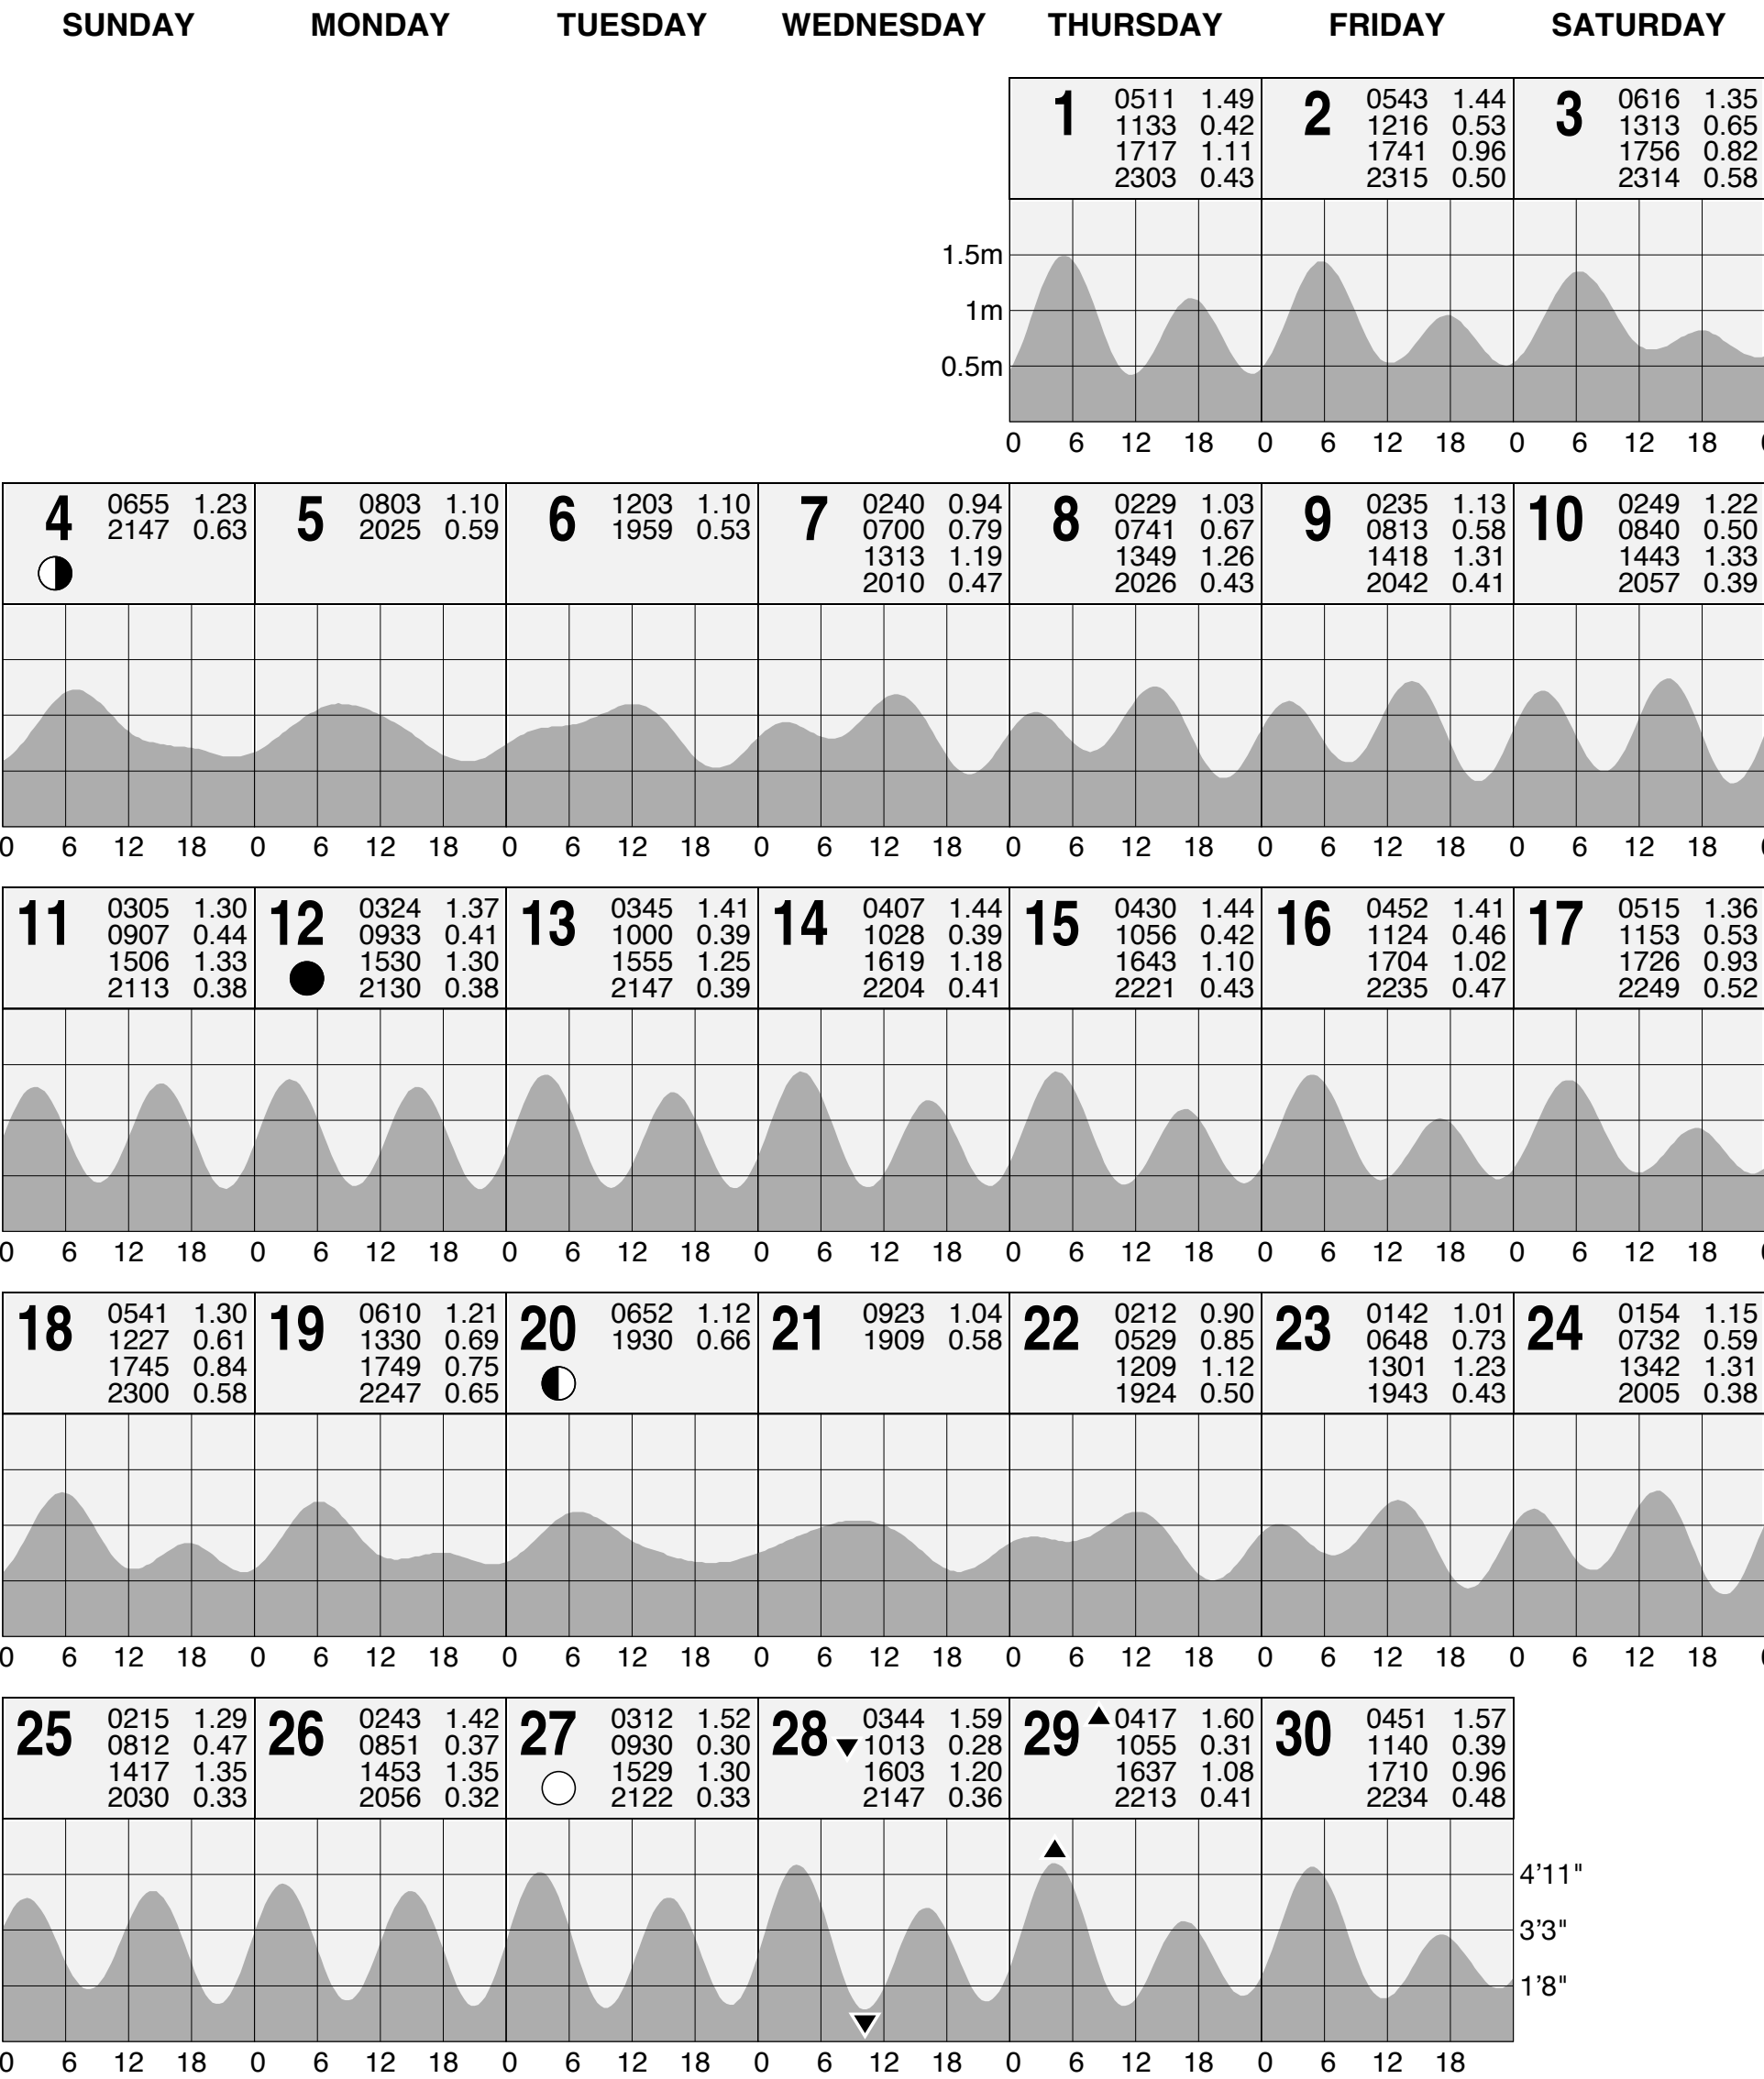 SUNDAY MONDAY TUESDAY WEDNESDAY THURSDAY FRIDAY SATURDAY
1 0511 1.49 2 0543 1.44 3 0616 1.35
1133 0.42 1216 0.53 1313 0.65
1717 1.11 1741 0.96 1756 0.82
2303 0.43 2315 0.50 2314 0.58
1.5m
1m
0.5m
0 6 12 18 0 6 12 18 0 6 12 18
4 0655 1.23 5 0803 1.10 6 1203 1.10 7 0240 0.94 8 0229 1.03 9 0235 1.13 10 0249 1.22
2147 0.63 2025 0.59 1959 0.53 0700 0.79 0741 0.67 0813 0.58 0840 0.50
1313 1.19 1349 1.26 1418 1.31 1443 1.33
2010 0.47 2026 0.43 2042 0.41 2057 0.39
0 6 12 18 0 6 12 18 0 6 12 18 0 6 12 18 0 6 12 18 0 6 12 18 0 6 12 18
11 0305 1.30 12 0324 1.37 13 0345 1.41 14 0407 1.44 15 0430 1.44 16 0452 1.41 17 0515 1.36
0907 0.44 0933 0.41 1000 0.39 1028 0.39 1056 0.42 1124 0.46 1153 0.53
1506 1.33 1530 1.30 1555 1.25 1619 1.18 1643 1.10 1704 1.02 1726 0.93
2113 0.38 2130 0.38 2147 0.39 2204 0.41 2221 0.43 2235 0.47 2249 0.52
0 6 12 18 0 6 12 18 0 6 12 18 0 6 12 18 0 6 12 18 0 6 12 18 0 6 12 18
18 0541 1.30 19 0610 1.21 20 0652 1.12 21 0923 1.04 22 0212 0.90 23 0142 1.01 24 0154 1.15
1227 0.61 1330 0.69 1930 0.66 1909 0.58 0529 0.85 0648 0.73 0732 0.59
1745 0.84 1749 0.75 1209 1.12 1301 1.23 1342 1.31
2300 0.58 2247 0.65 1924 0.50 1943 0.43 2005 0.38
0 6 12 18 0 6 12 18 0 6 12 18 0 6 12 18 0 6 12 18 0 6 12 18 0 6 12 18
25 0215 1.29 26 0243 1.42 27 0312 1.52 28 0344 1.59 29 0417 1.60 30 0451 1.57
0812 0.47 0851 0.37 0930 0.30 1013 0.28 1055 0.31 1140 0.39
1417 1.35 1453 1.35 1529 1.30 1603 1.20 1637 1.08 1710 0.96
2030 0.33 2056 0.32 2122 0.33 2147 0.36 2213 0.41 2234 0.48
4'11"
3'3"
1'8"
0 6 12 18 0 6 12 18 0 6 12 18 0 6 12 18 0 6 12 18 0 6 12 18